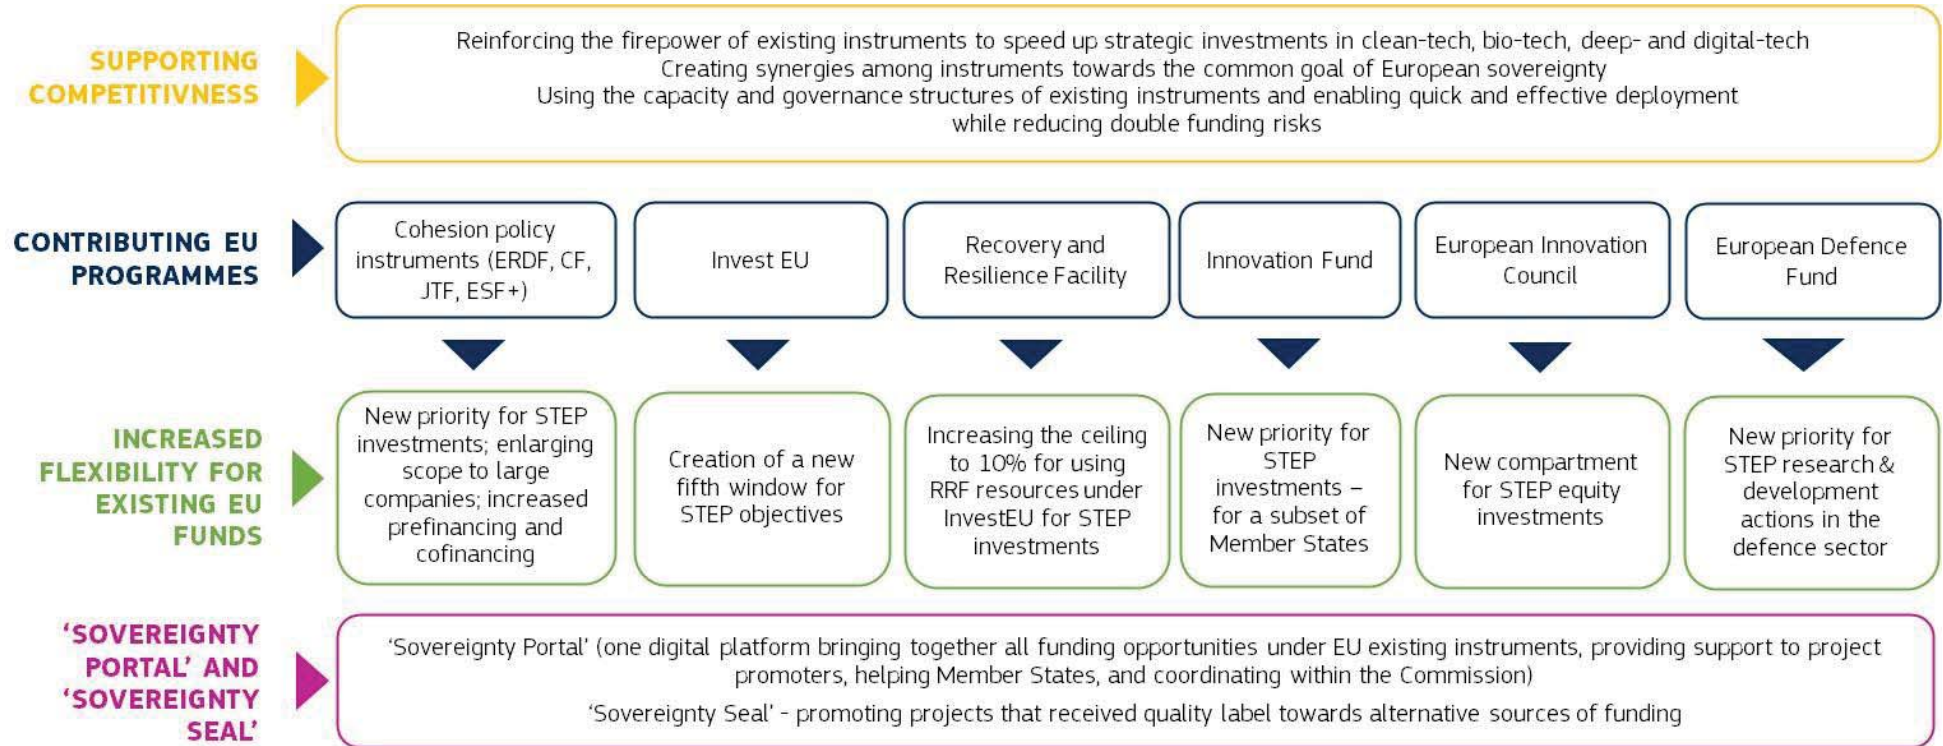 SUPPORTING
COMPETITIVNESS
Reinforcing the firepower of existing instruments to speed up strategic investments in clean-tech, bio-tech, deep- and digital-tech
Creating synergies among instruments towards the common goal of European sovereignty
Using the capacity and governance structures of existing instruments and enabling quick and effective deployment
while reducing double funding risks
CONTRIBUTING EU
PROGRAMMES
Cohesion policy
instruments (ERDF, CF,
JTF, ESF+)
Invest EU
Recovery and
Resilience Facility
Innovation Fund
European Innovation
Council
European Defence
Fund
INCREASED
FLEXIBILITY FOR
EXISTING EU
FUNDS
New priority for STEP
investments; enlarging
scope to large
companies; increased
prefinancing and
cofinancing
Creation of a new
fifth window for
STEP objectives
Increasing the ceiling
to 10% for using
RRF resources under
InvestEU for STEP
investments
New priority for
STEP
investments –
for a subset of
Member States
New compartment
for STEP equity
investments
New priority for
STEP research &
development
actions in the
defence sector
‘SOVEREIGNTY
PORTAL’ AND
‘SOVEREIGNTY
SEAL’
‘Sovereignty Portal’ (one digital platform bringing together all funding opportunities under EU existing instruments, providing support to project
promoters, helping Member States, and coordinating within the Commission)
‘Sovereignty Seal’ - promoting projects that received quality label towards alternative sources of funding